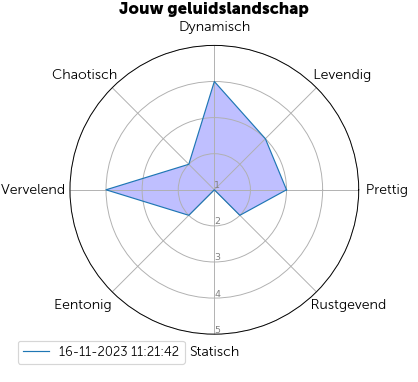 Jouw geluidslandschap
Dynamisch
Chaotisch
Levendig
Vervelend
1
Prettig
2
3
4
Eentonig
Rustgevend
5
16-11-2023 11:21:42
Statisch